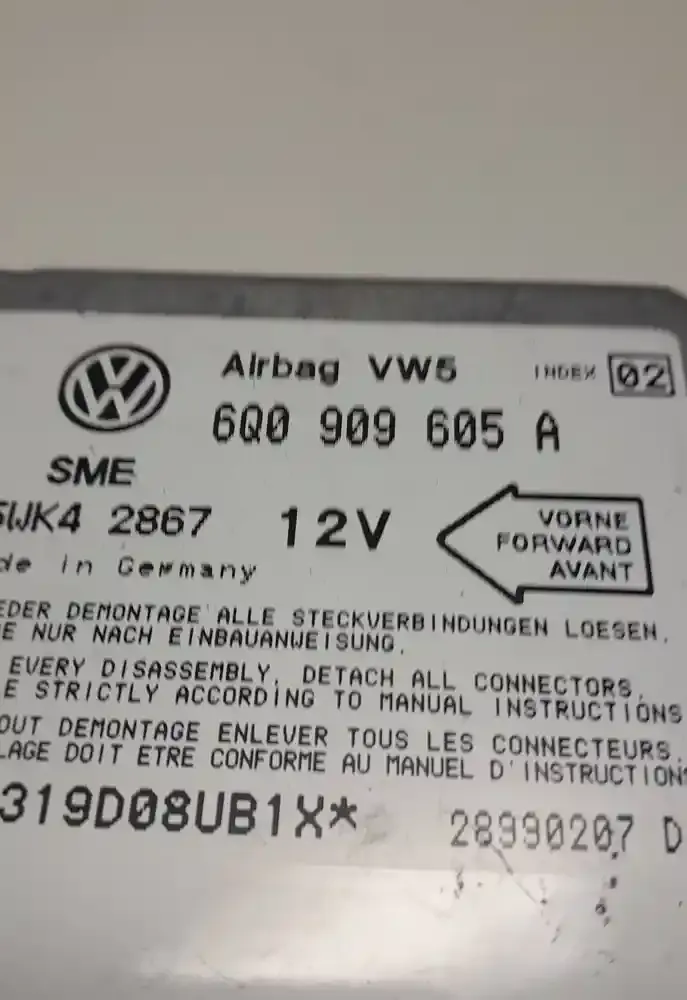 Airbag VW5 INDEX 02
6Q0 909 605 A
SME
5WK4 2867 12V
VORNE
FORWARD
AVANT
de in Germany
EDER DEMONTAGE ALLE STECKVERBINDUNGEN LOESEN.
E NUR NACH EINBAUANWEISUNG.
EVERY DISASSEMBLY, DETACH ALL CONNECTORS.
E STRICTLY ACCORDING TO MANUAL INSTRUCTIONS
OUT DEMONTAGE ENLEVER TOUS LES CONNECTEURS.
LAGE DOIT ETRE CONFORME AU MANUEL D'INSTRUCTION
319D08UB1X* 28990207 D